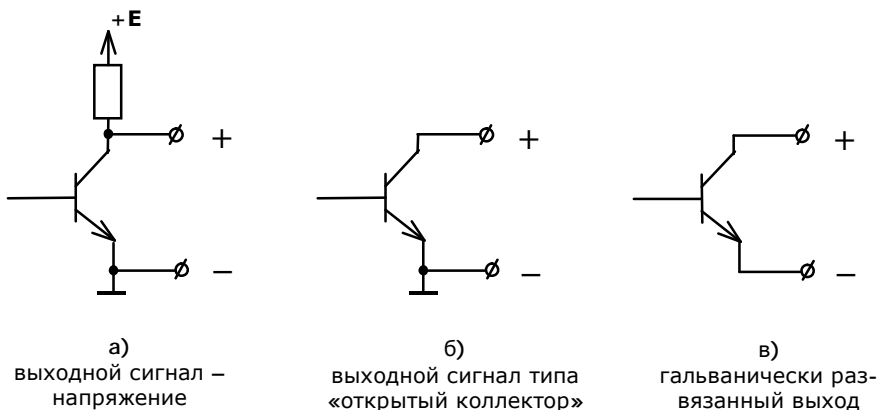 +E
+
+
+
–
–
–
а)
выходной сигнал –
напряжение
б)
выходной сигнал типа
«открытый коллектор»
в)
гальванически раз-
вязанный выход